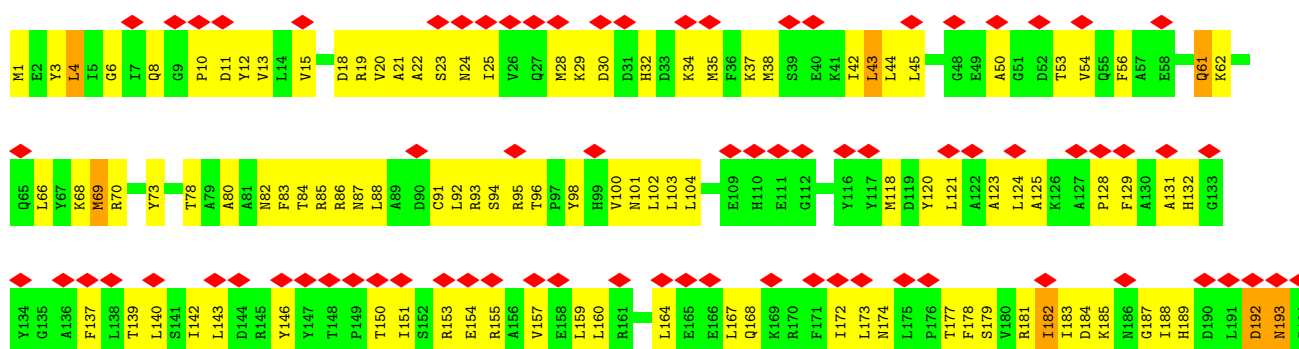 M1 E2 Y3 L4 I5 G6 I7 Q8 G9 P10 D11 Y12 V13 L14 V15 D18 R19 V20 A21 A22 S23 N24 I25 V26 Q27 M28 K29 D30 D31 H32 D33 K34 M35 F36 K37 M38 S39 E40 K41 I42 L43 L44 L45 G48 E49 A50 G51 D52 T53 V54 Q55 F56 A57 E58 Q61 K62
Q65 L66 Y67 K68 M69 R70 Y73 T78 A79 A80 A81 N82 F83 T84 R85 R86 N87 L88 A89 D90 C91 L92 R93 S94 R95 T96 P97 Y98 H99 V100 N101 L102 L103 L104 E109 H110 E111 G112 Y116 Y117 M118 D119 Y120 L121 A122 A123 L124 A125 K126 A127 P128 F129 A130 A131 H132 G133
Y134 G135 A136 F137 L138 T139 L140 S141 I142 L143 D144 R145 Y146 Y147 T148 P149 T150 I151 S152 R153 E154 R155 A156 V157 E158 L159 L160 R161 L164 E165 E166 L167 Q168 K169 R170 F171 I172 L173 N174 L175 P176 T177 F178 S179 V180 R181 I182 I183 D184 K185 N186 G187 I188 H189 D190 L191 D192 N193